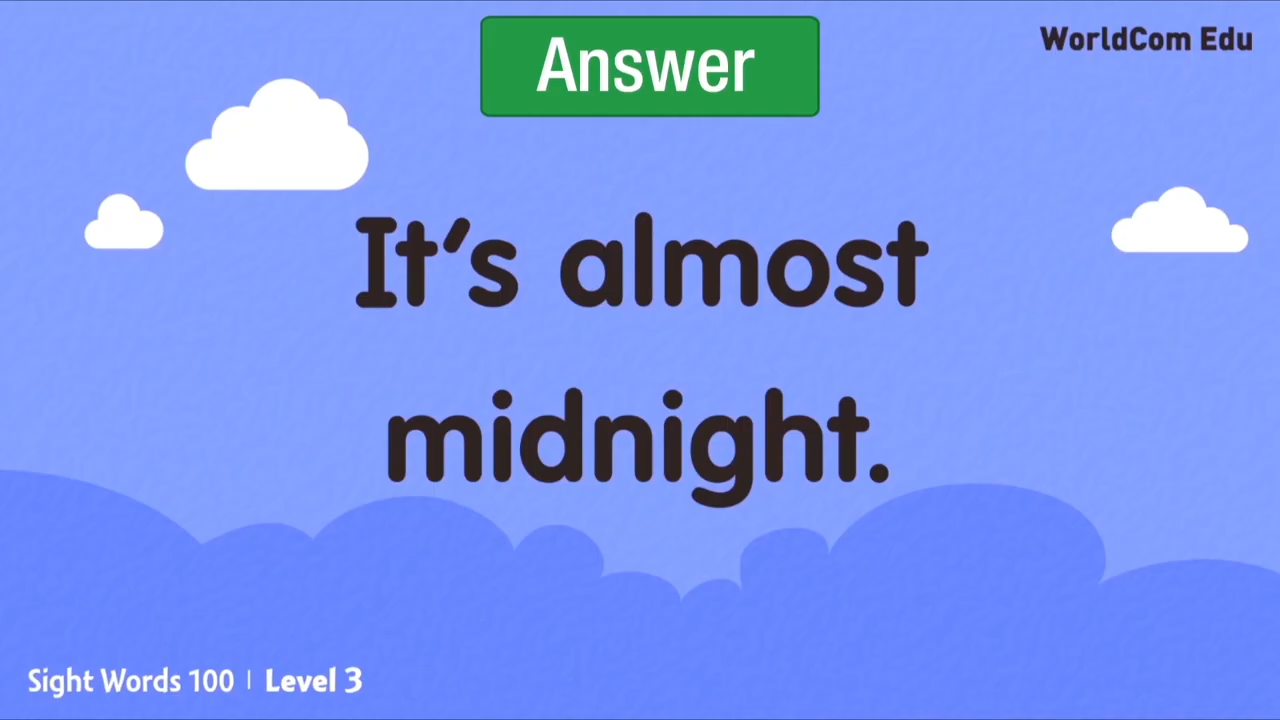 Answer
WorldCom Edu
It's almost
midnight.
Sight Words 100 | Level 3